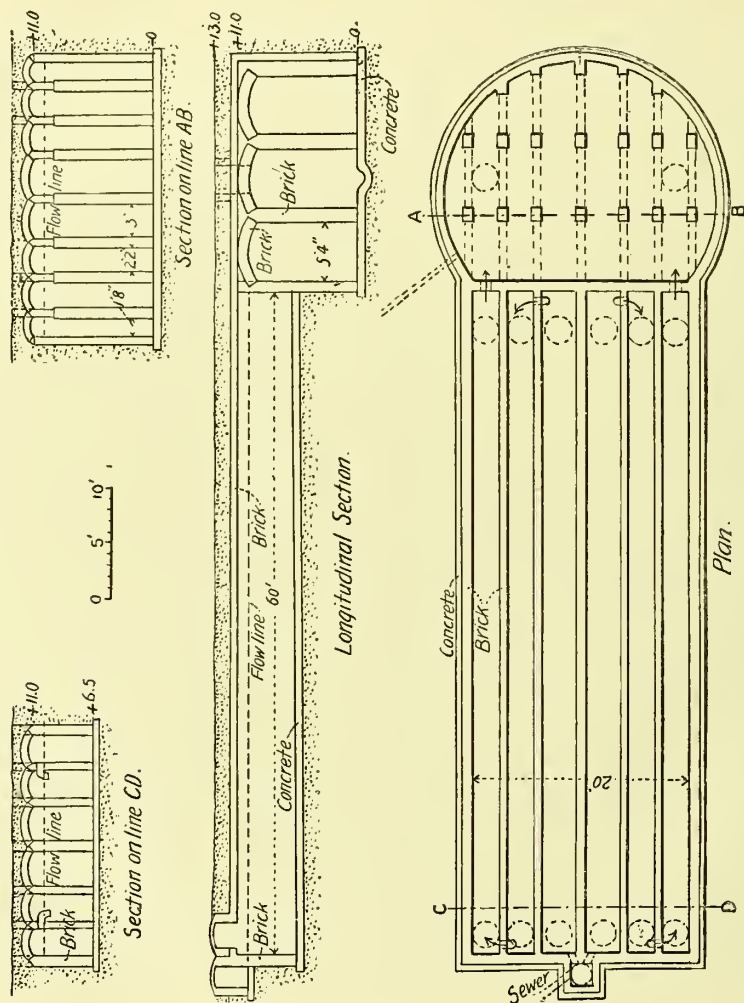 +11.0
Flow line
Brick
+6.5
Section on line CD.
0 5' 10'
+11.0
Flow line
1'8" 22" 3'
0
Section on line AB.
+13.0
+11.0
Brick
Flow line
Brick
60'
Concrete
Brick
Brick
5'4"
0
Concrete
Longitudinal Section.
Concrete
Brick
C
A
20'
Sewer
D
B
Plan.